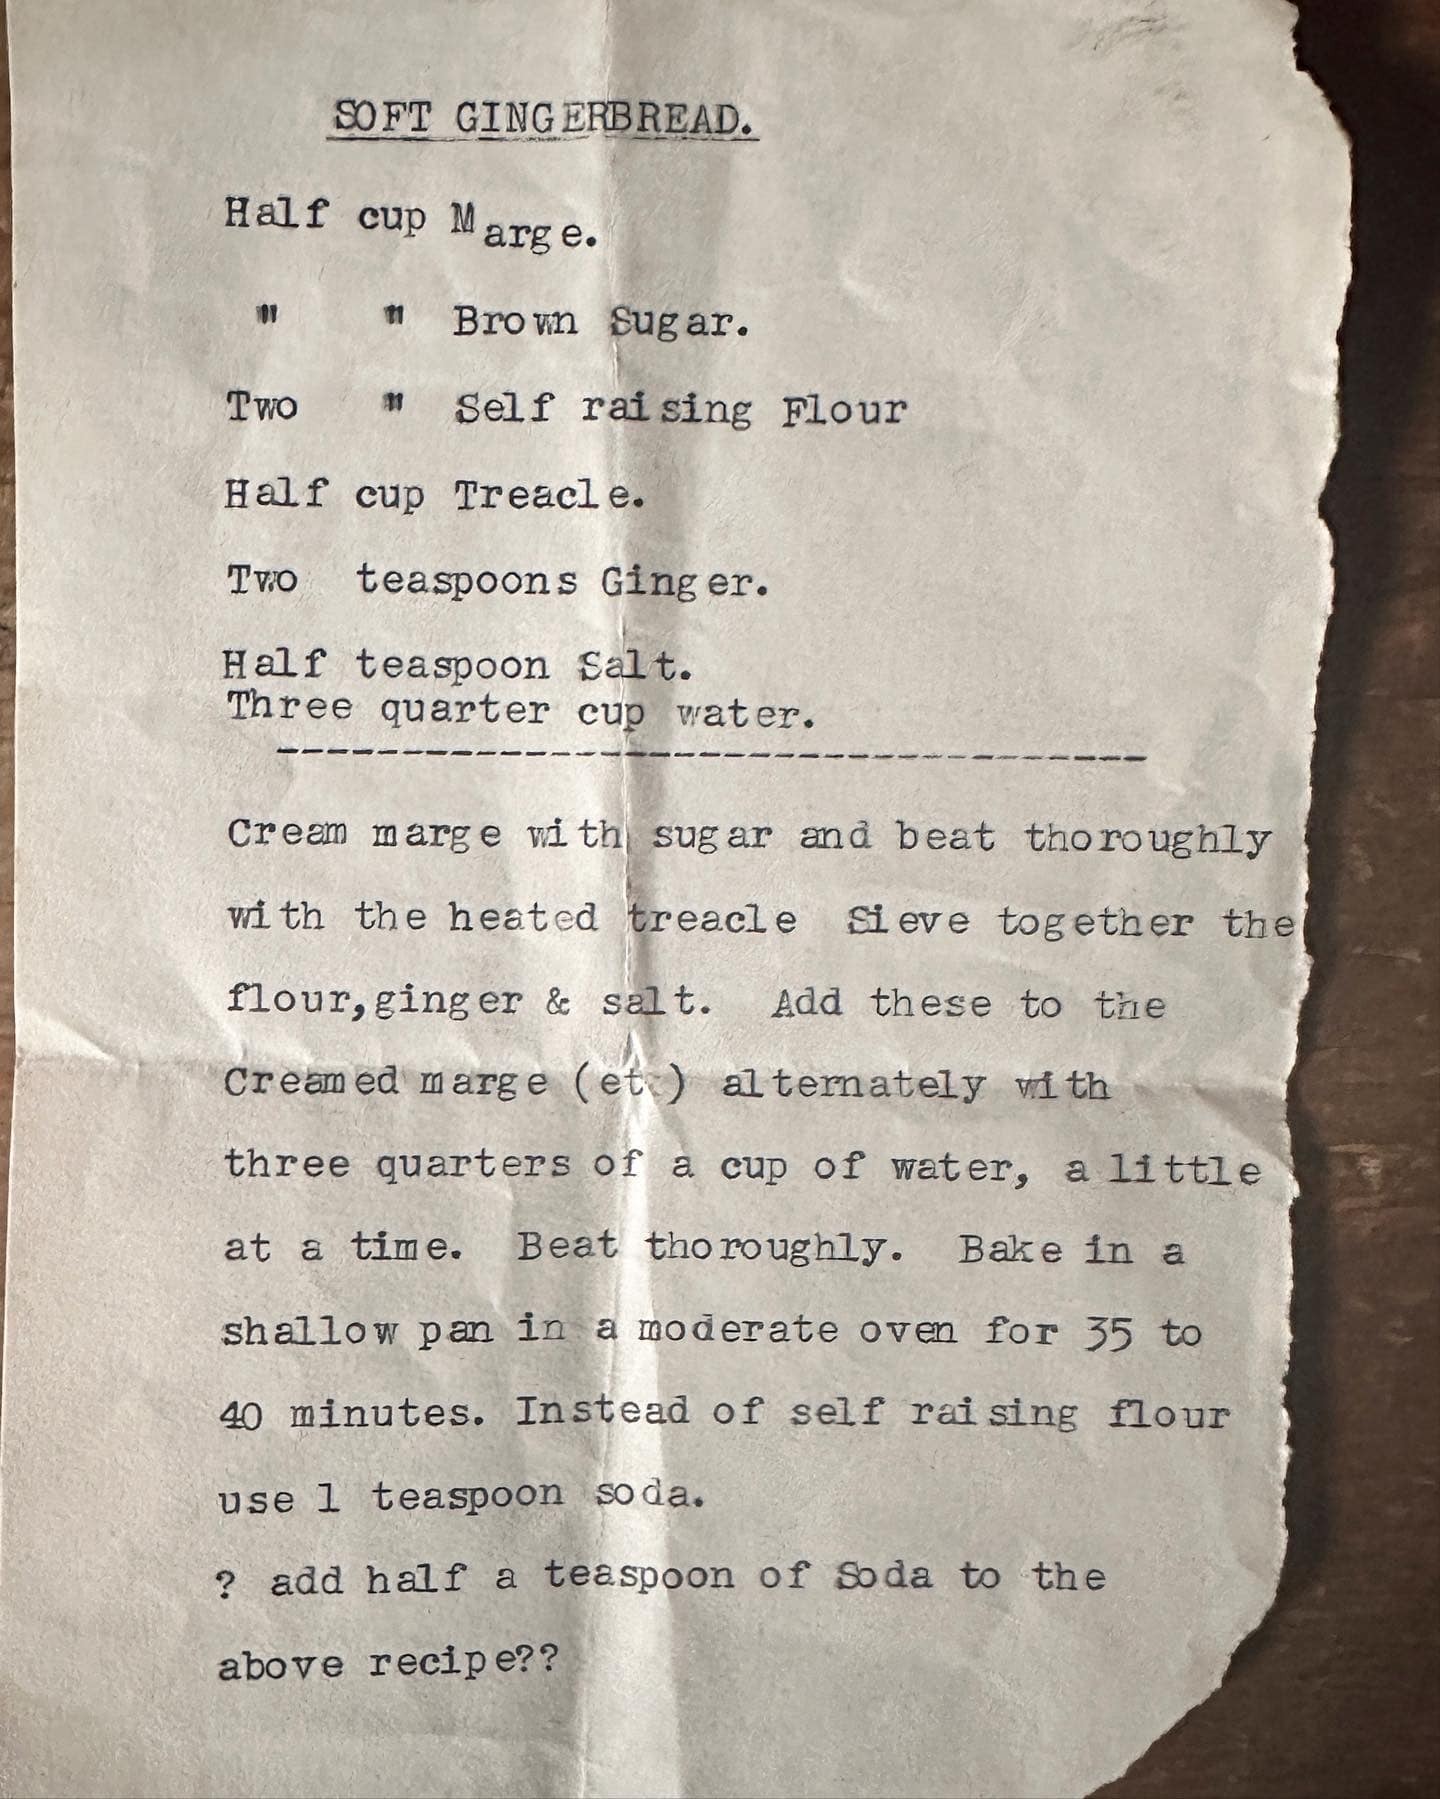 SOFT GINGERBREAD.
Half cup Marge.
" " Brown Sugar.
Two " Self raising Flour
Half cup Treacle.
Two teaspoons Ginger.
Half teaspoon Salt.
Three quarter cup water.
-----------------------------------
Cream marge with sugar and beat thoroughly
with the heated treacle Sieve together the
flour,ginger & salt. Add these to the
Creamed marge (etc) alternately with
three quarters of a cup of water, a little
at a time. Beat thoroughly. Bake in a
shallow pan in a moderate oven for 35 to
40 minutes. Instead of self raising flour
use 1 teaspoon soda.
? add half a teaspoon of Soda to the
above recipe??